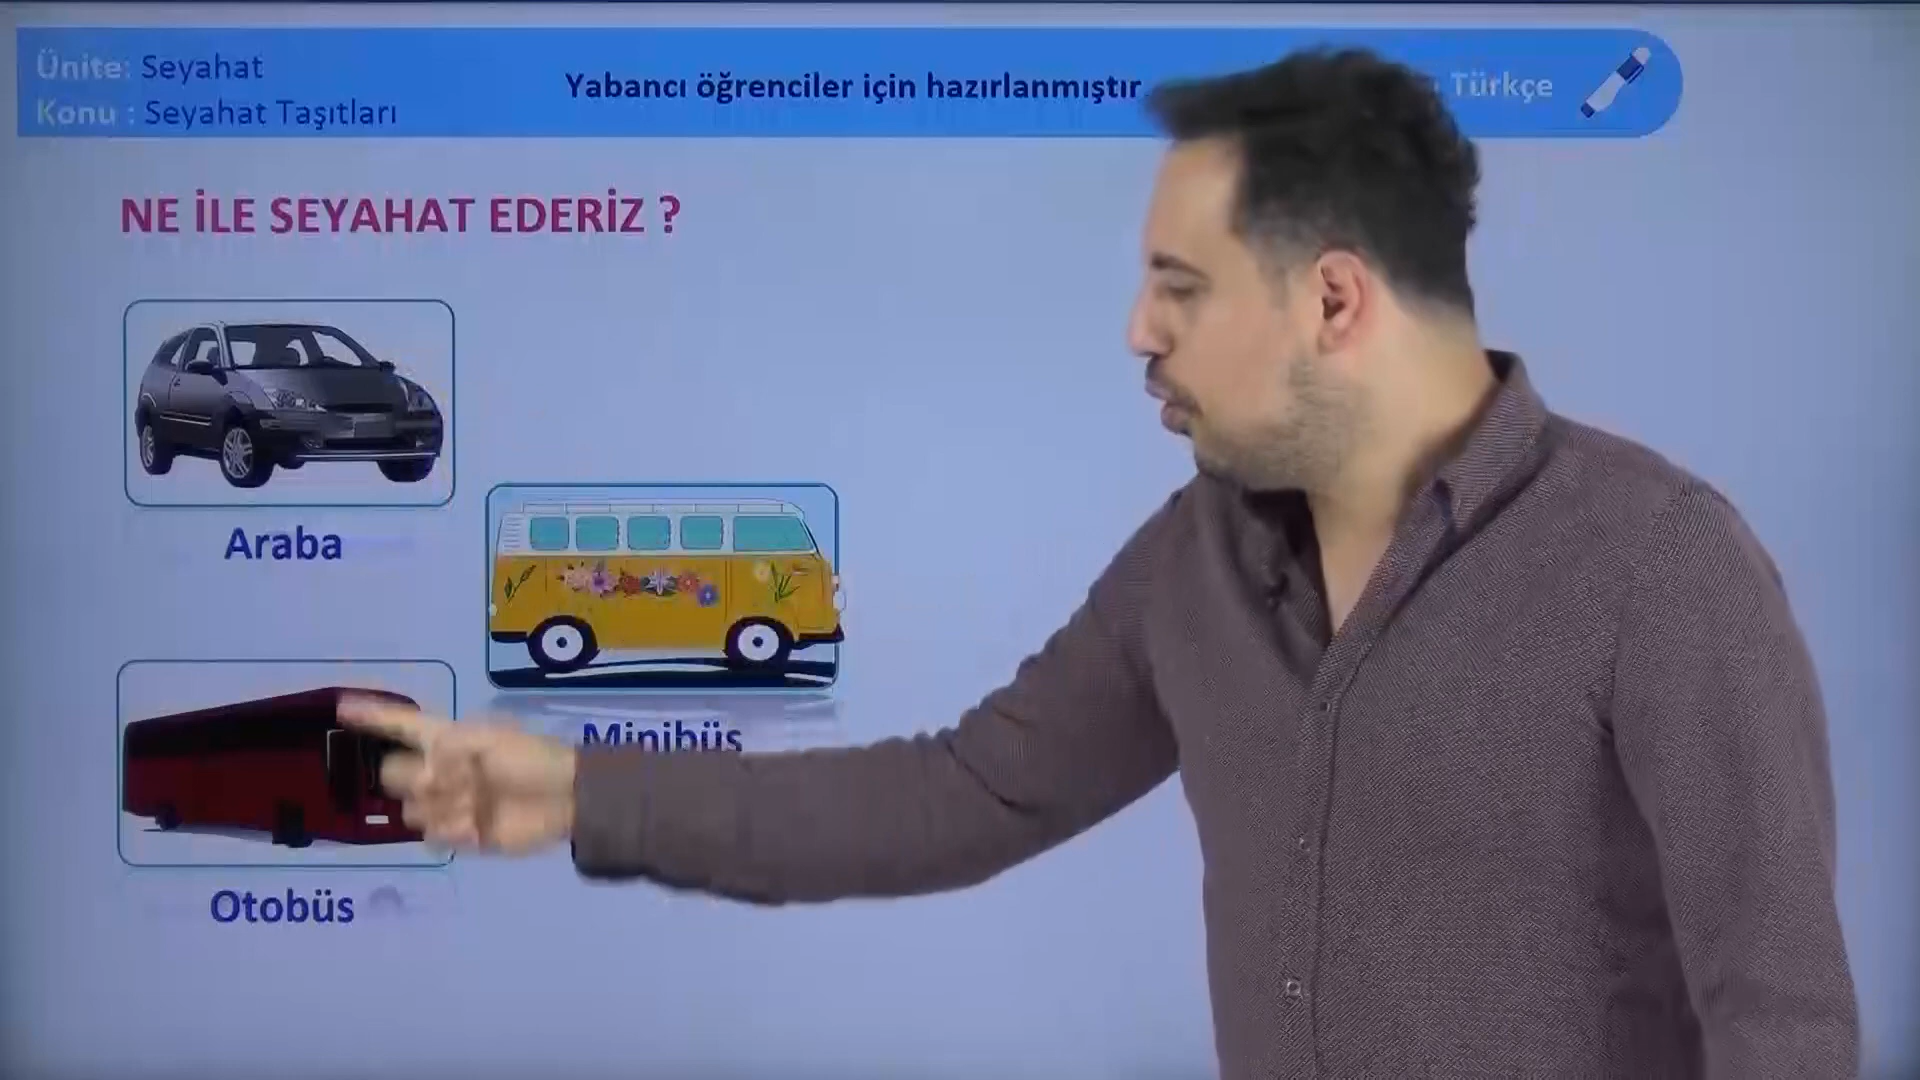 Ünite: Seyahat
Konu : Seyahat Taşıtları
Yabancı öğrenciler için hazırlanmıştır
Türkçe
NE İLE SEYAHAT EDERİZ ?
Araba
Minibüs
Otobüs